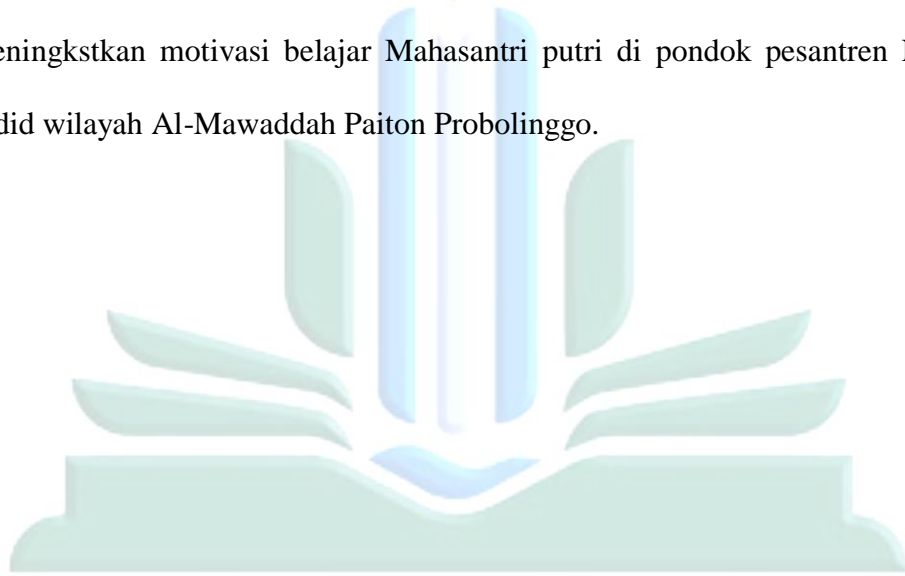 eningkstkan motivasi belajar Mahasantri putri di pondok pesantren
did wilayah Al-Mawaddah Paiton Probolinggo.